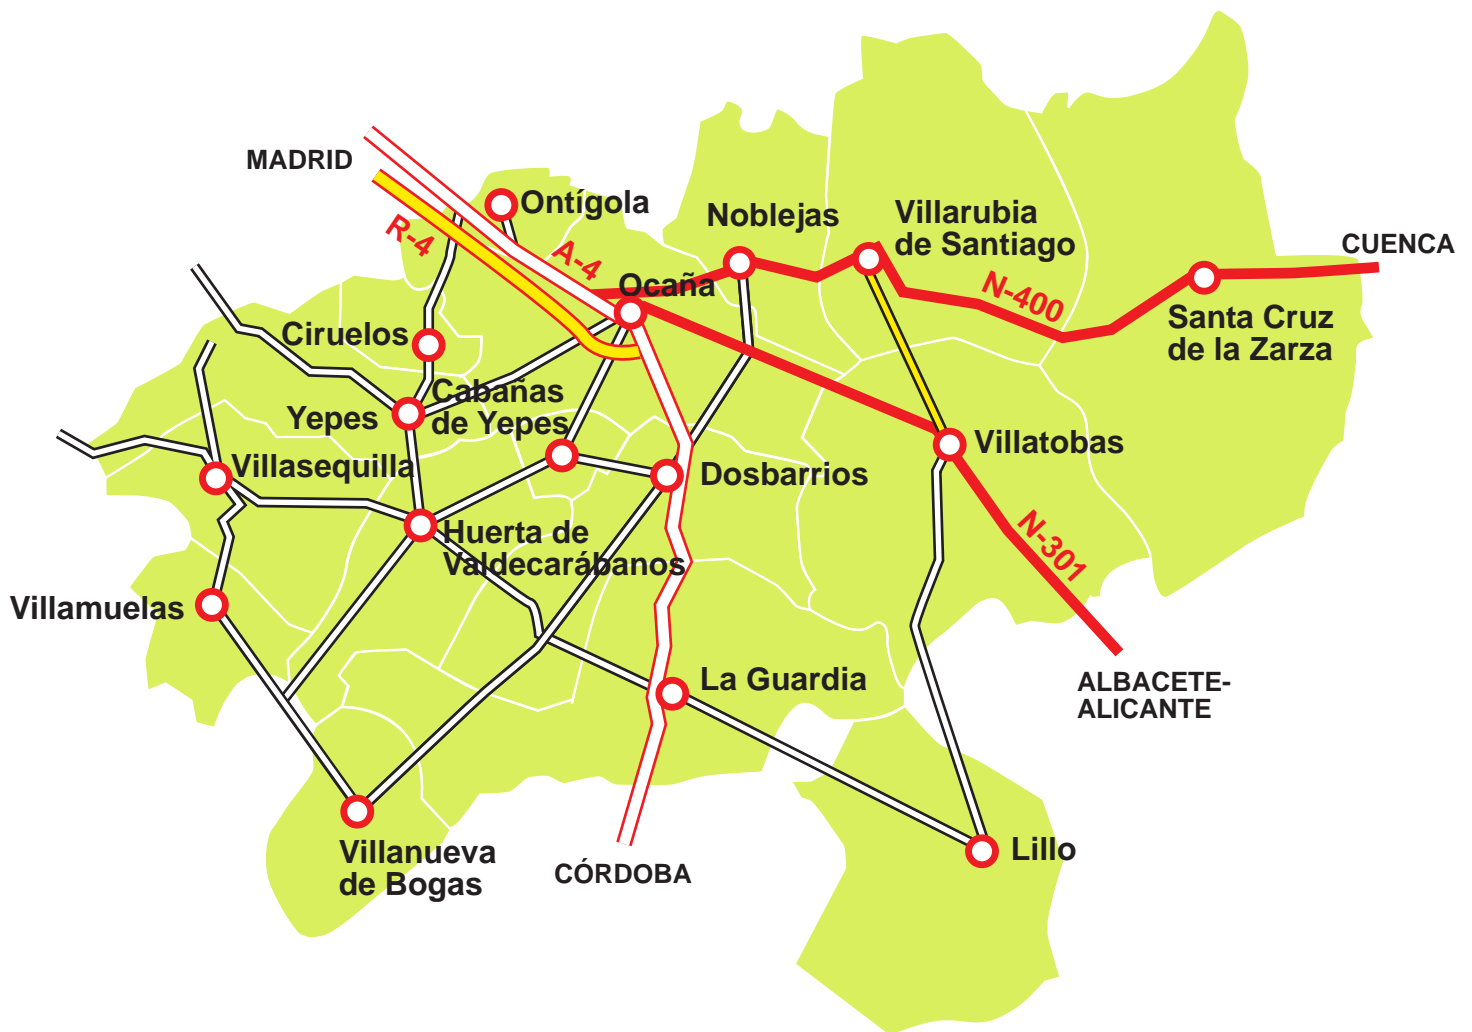 MADRID
Ontígola
R-4
A-4
Noblejas
Villarubia
de Santiago
CUENCA
Ocaña
N-400
Santa Cruz
de la Zarza
Ciruelos
Cabañas
de Yepes
Yepes
Villatobas
Villasequilla
Dosbarrios
Huerta de
Valdecarábanos
N-301
Villamuelas
La Guardia
ALBACETE-
ALICANTE
Villanueva
de Bogas
CÓRDOBA
Lillo